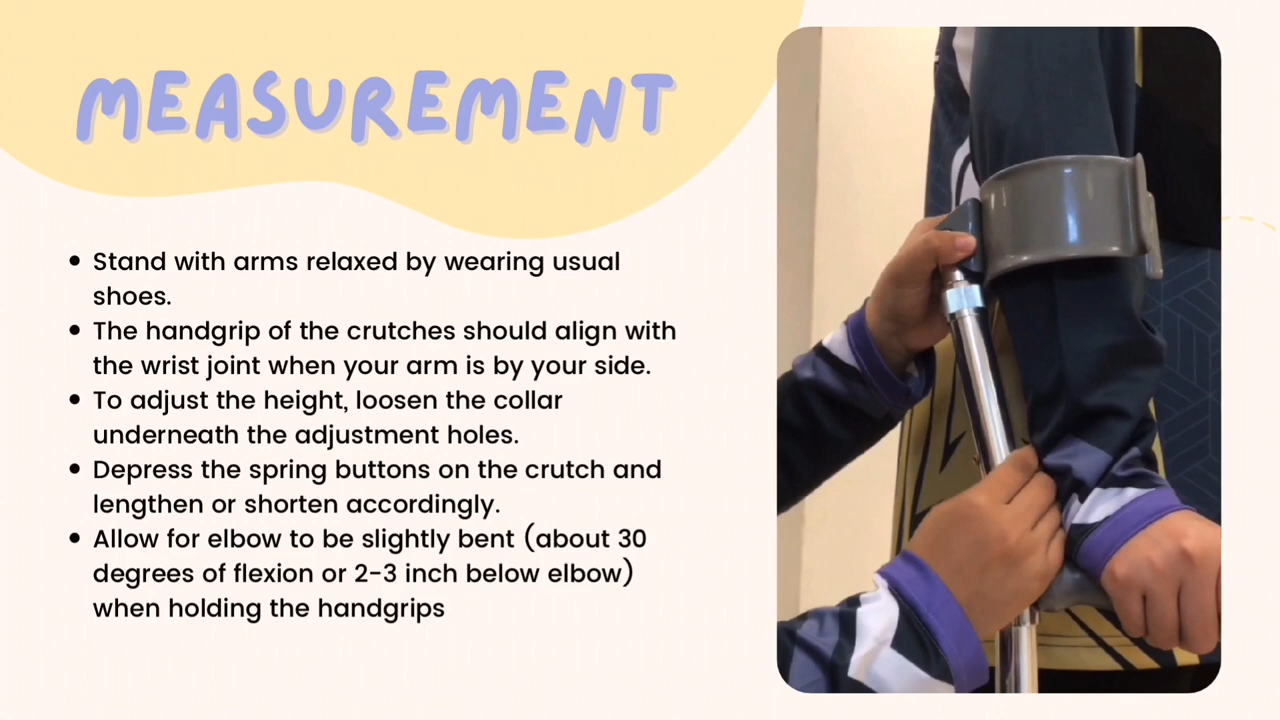 MEASUREMENT
• Stand with arms relaxed by wearing usual
shoes.
• The handgrip of the crutches should align with
the wrist joint when your arm is by your side.
• To adjust the height, loosen the collar
underneath the adjustment holes.
• Depress the spring buttons on the crutch and
lengthen or shorten accordingly.
• Allow for elbow to be slightly bent (about 30
degrees of flexion or 2-3 inch below elbow)
when holding the handgrips